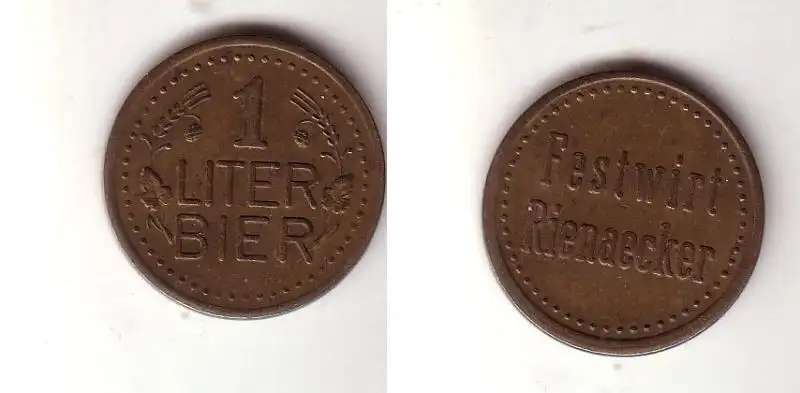 1
LITER
BIER
Festwirt
Rienaecker